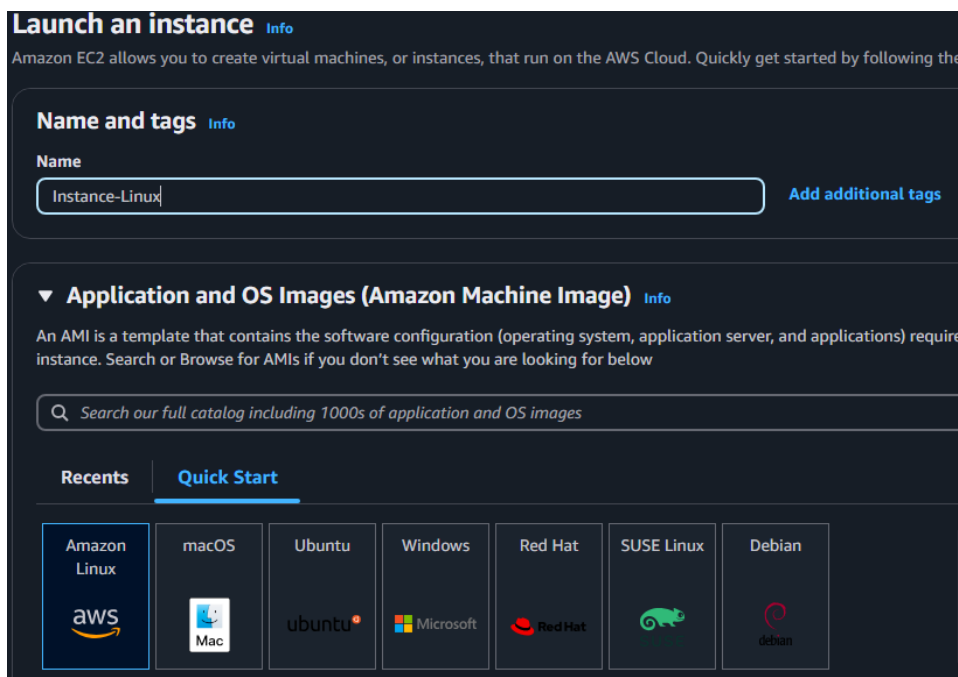 Launch an instance Info
Amazon EC2 allows you to create virtual machines, or instances, that run on the AWS Cloud. Quickly get started by following the
Name and tags Info
Name
Instance-Linux
Add additional tags
Application and OS Images (Amazon Machine Image) Info
An AMI is a template that contains the software configuration (operating system, application server, and applications) require
instance. Search or Browse for AMIs if you don't see what you are looking for below
Search our full catalog including 1000s of application and OS images
Recents
Quick Start
Amazon
Linux
aws
macOS
Mac
Ubuntu
ubuntu
Windows
Microsoft
Red Hat
Red Hat
SUSE Linux
Debian
debian